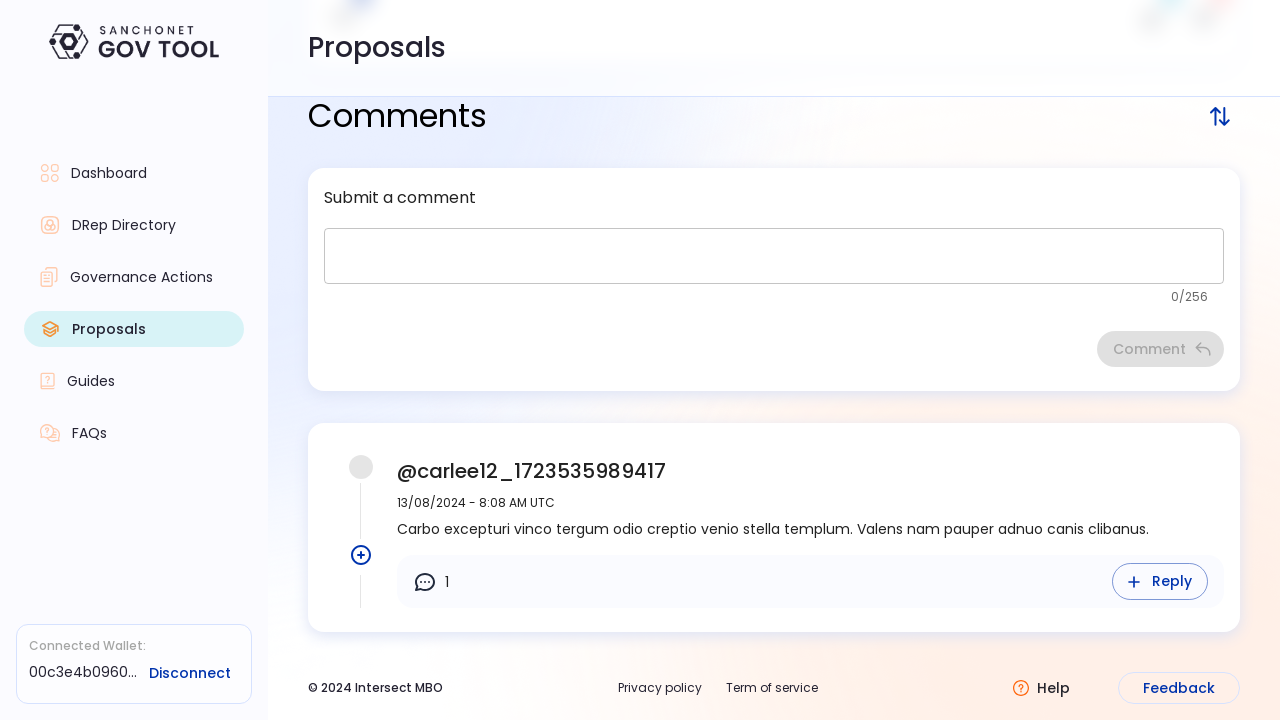 SANCHONET
GOV TOOL
Proposals
Dashboard
DRep Directory
Governance Actions
Proposals
Guides
FAQs
Connected Wallet:
00c3e4b0960...
Disconnect
Comments
Submit a comment
0/256
Comment
@carlee12_1723535989417
13/08/2024 - 8:08 AM UTC
Carbo excepturi vinco tergum odio creptio venio stella templum. Valens nam pauper adnuo canis clibanus.
1
Reply
© 2024 Intersect MBO
Privacy policy
Term of service
Help
Feedback